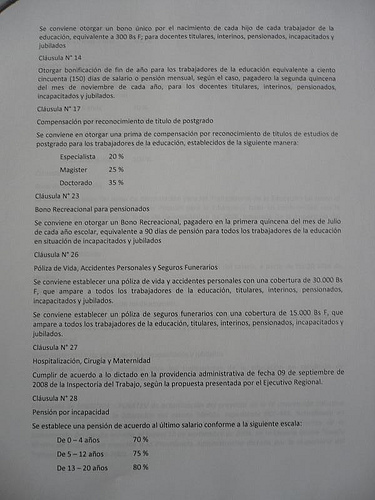 Se conviene otorgar un bono único por el nacimiento de cada hijo de cada trabajador de la
educación, equivalente a 300 Bs F; para docentes titulares, interinos, pensionados, incapacitados y
jubilados
Cláusula N° 14
Otorgar bonificación de fin de año para los trabajadores de la educación equivalente a ciento
cincuenta (150) días de salario o pensión mensual, según el caso, pagadero la segunda quincena
del mes de noviembre de cada año, para los docentes titulares, interinos, pensionados,
incapacitados y jubilados.
Cláusula N° 17
Compensación por reconocimiento de título de postgrado
Se conviene en otorgar una prima de compensación por reconocimiento de títulos de estudios de
postgrado para los trabajadores de la educación, establecidos de la siguiente manera:
Especialista 20 %
Magister 25 %
Doctorado 35 %
Cláusula N° 23
Bono Recreacional para pensionados
Se conviene en otorgar un Bono Recreacional, pagadero en la primera quincena del mes de Julio
de cada año escolar, equivalente a 90 días de pensión para todos los trabajadores de la educación
en situación de incapacitados y jubilados
Cláusula N° 26
Póliza de Vida, Accidentes Personales y Seguros Funerarios
Se conviene establecer una póliza de vida y accidentes personales con una cobertura de 30.000 Bs
F, que ampare a todos los trabajadores de la educación, titulares, interinos, pensionados,
incapacitados y jubilados.
Se conviene establecer un póliza de seguros funerarios con una cobertura de 15.000 Bs F, que
ampare a todos los trabajadores de la educación, titulares, interinos, pensionados, incapacitados y
jubilados.
Cláusula N° 27
Hospitalización, Cirugía y Maternidad
Cumplir de acuerdo a lo dictado en la providencia administrativa de fecha 09 de septiembre de
2008 de la Inspectoría del Trabajo, según la propuesta presentada por el Ejecutivo Regional.
Cláusula N° 28
Pensión por incapacidad
Se establece una pensión de acuerdo al último salario conforme a la siguiente escala:
De 0 – 4 años 70 %
De 5 – 12 años 75 %
De 13 – 20 años 80 %